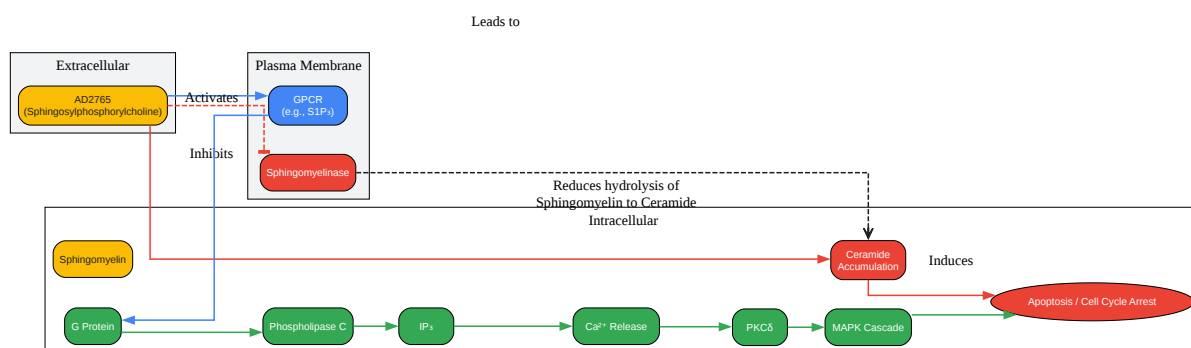 Leads to
Extracellular
Plasma Membrane
AD2765
(Sphingosylphosphorylcholine)
Activates
GPCR
(e.g., S1P₃)
Inhibits
Sphingomyelinase
Reduces hydrolysis of
Sphingomyelin to Ceramide
Intracellular
Sphingomyelin
Ceramide
Accumulation
Induces
Apoptosis / Cell Cycle Arrest
G Protein
Phospholipase C
IP₃
Ca²⁺ Release
PKCδ
MAPK Cascade